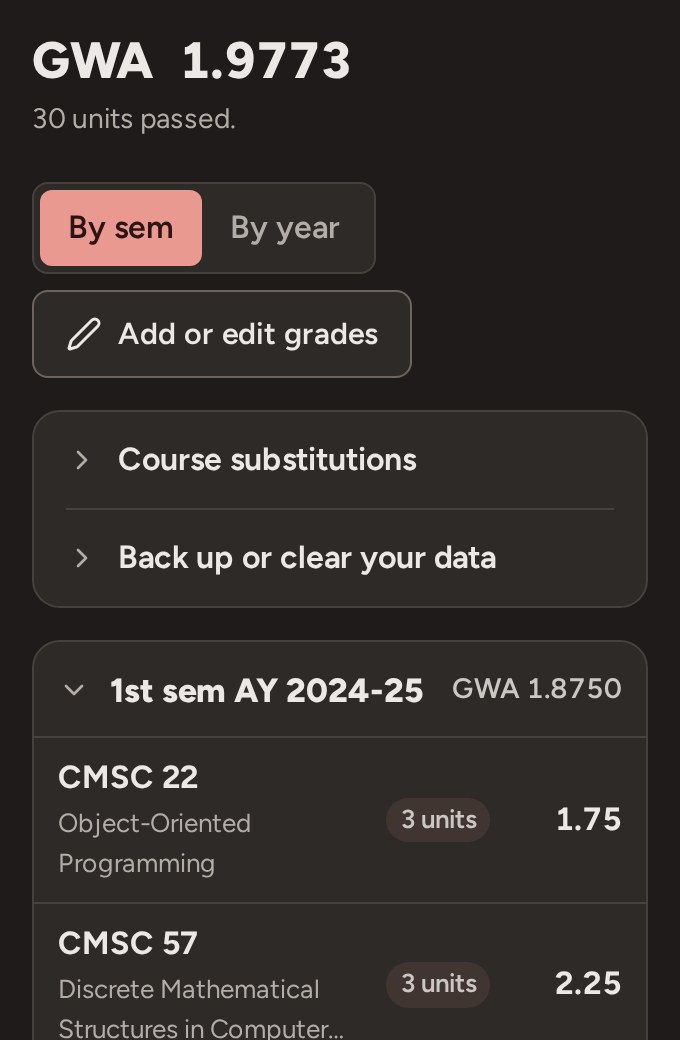 GWA 1.9773
30 units passed.
By sem By year
Add or edit grades
Course substitutions
Back up or clear your data
1st sem AY 2024-25 GWA 1.8750
CMSC 22
Object-Oriented
Programming
3 units
1.75
CMSC 57
Discrete Mathematical
Structures in Computer...
3 units
2.25